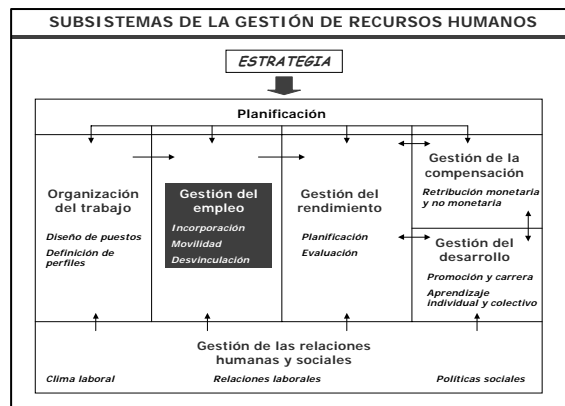 SUBSISTEMAS DE LA GESTIÓN DE RECURSOS HUMANOS
ESTRATEGIA
Planificación
Organización
del trabajo
Diseño de puestos
Definición de
perfiles
Gestión del
empleo
Incorporación
Movilidad
Desvinculación
Gestión del
rendimiento
Planificación
Evaluación
Gestión de la
compensación
Retribución monetaria
y no monetaria
Gestión del
desarrollo
Promoción y carrera
Aprendizaje
individual y colectivo
Gestión de las relaciones
humanas y sociales
Clima laboral
Relaciones laborales
Políticas sociales